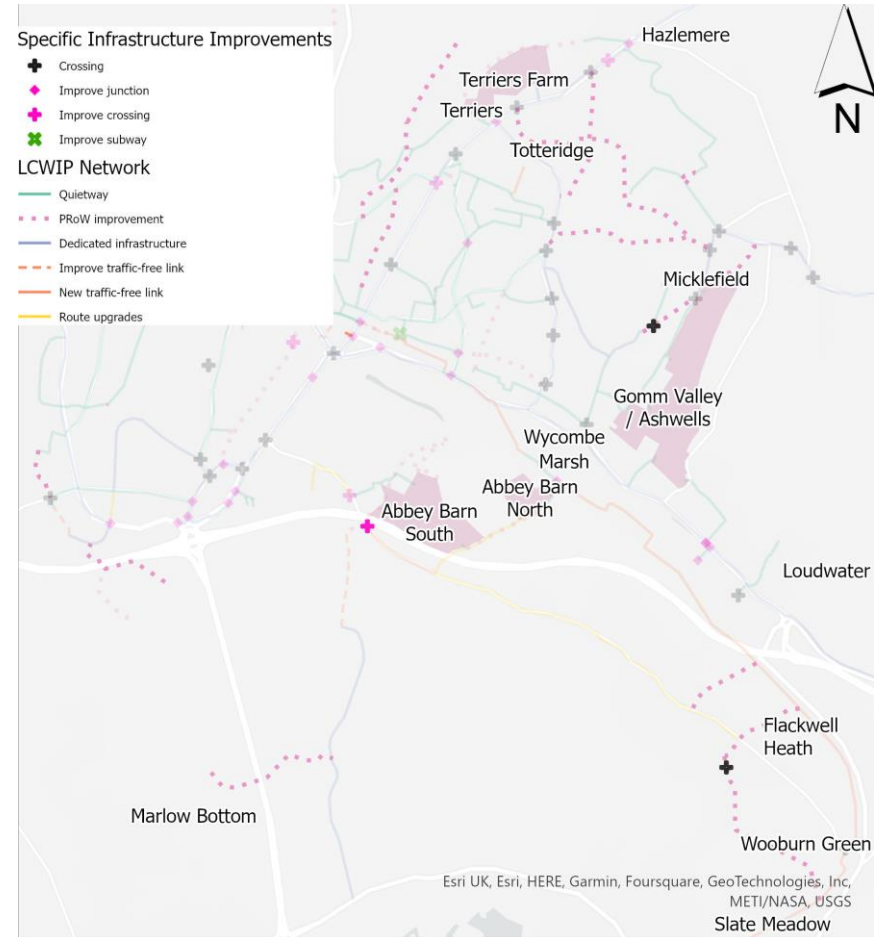 Specific Infrastructure Improvements
Crossing
Improve junction
Improve crossing
Improve subway
LCWIP Network
Quietway
PRoW improvement
Dedicated infrastructure
Improve traffic-free link
New traffic-free link
Route upgrades
Hazlemere
N
Terriers Farm
Terriers
Totteridge
Micklefield
Gomm Valley
/ Ashwells
Wycombe
Marsh
Abbey Barn
North
Abbey Barn
South
Loudwater
Flackwell
Heath
Marlow Bottom
Wooburn Green
Esri UK, Esri, HERE, Garmin, Foursquare, GeoTechnologies, Inc,
METI/NASA, USGS
Slate Meadow